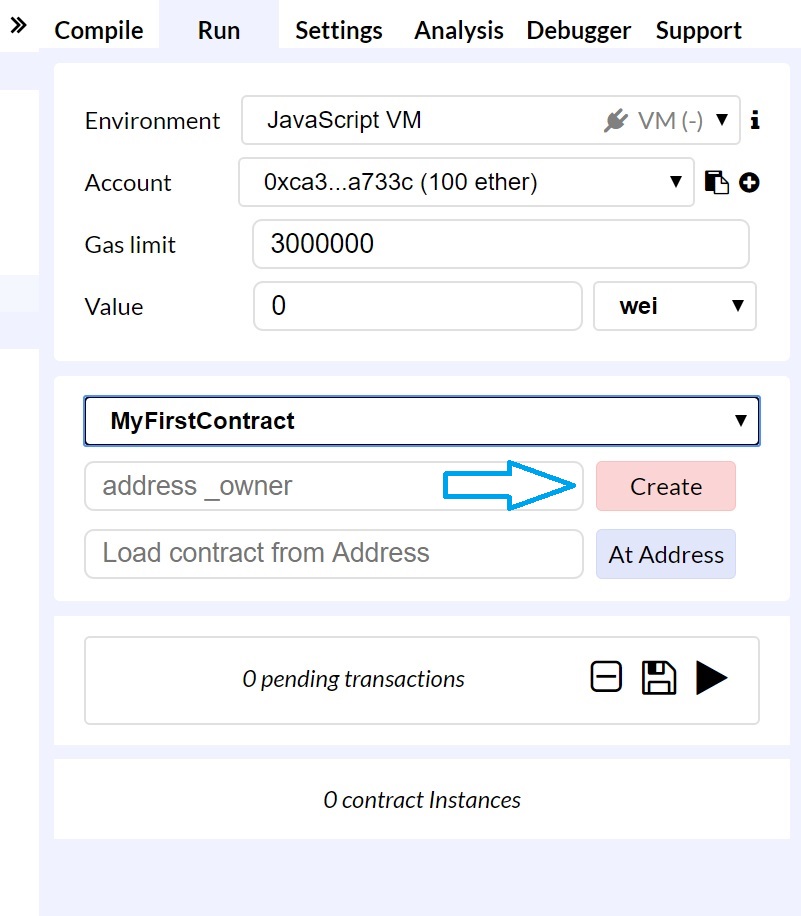 Compile Run Settings Analysis Debugger Support
Environment JavaScript VM VM (-)
Account 0xca3...a733c (100 ether)
Gas limit 3000000
Value 0 wei
MyFirstContract
address _owner Create
Load contract from Address At Address
0 pending transactions
0 contract Instances